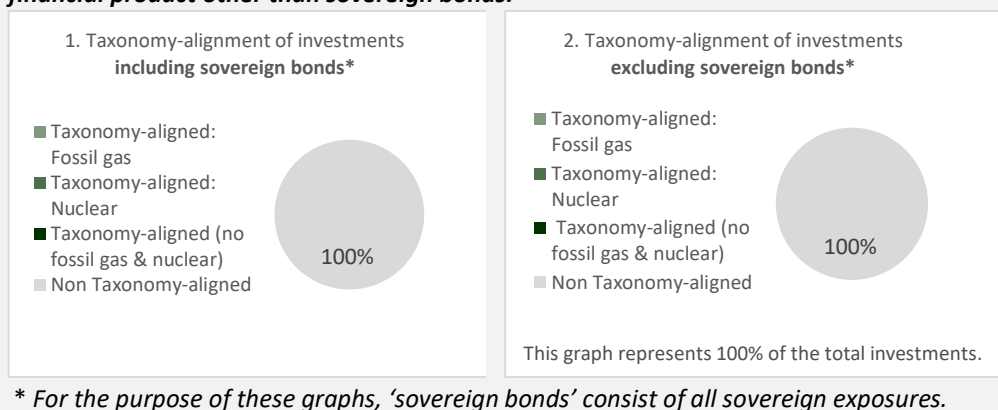 financial product other than sovereign bonds.
1. Taxonomy-alignment of investments
including sovereign bonds*
Taxonomy-aligned:
Fossil gas
Taxonomy-aligned:
Nuclear
Taxonomy-aligned (no
fossil gas & nuclear)
Non Taxonomy-aligned
100%
2. Taxonomy-alignment of investments
excluding sovereign bonds*
Taxonomy-aligned:
Fossil gas
Taxonomy-aligned:
Nuclear
Taxonomy-aligned (no
fossil gas & nuclear)
Non Taxonomy-aligned
100%
This graph represents 100% of the total investments.
* For the purpose of these graphs, ‘sovereign bonds’ consist of all sovereign exposures.